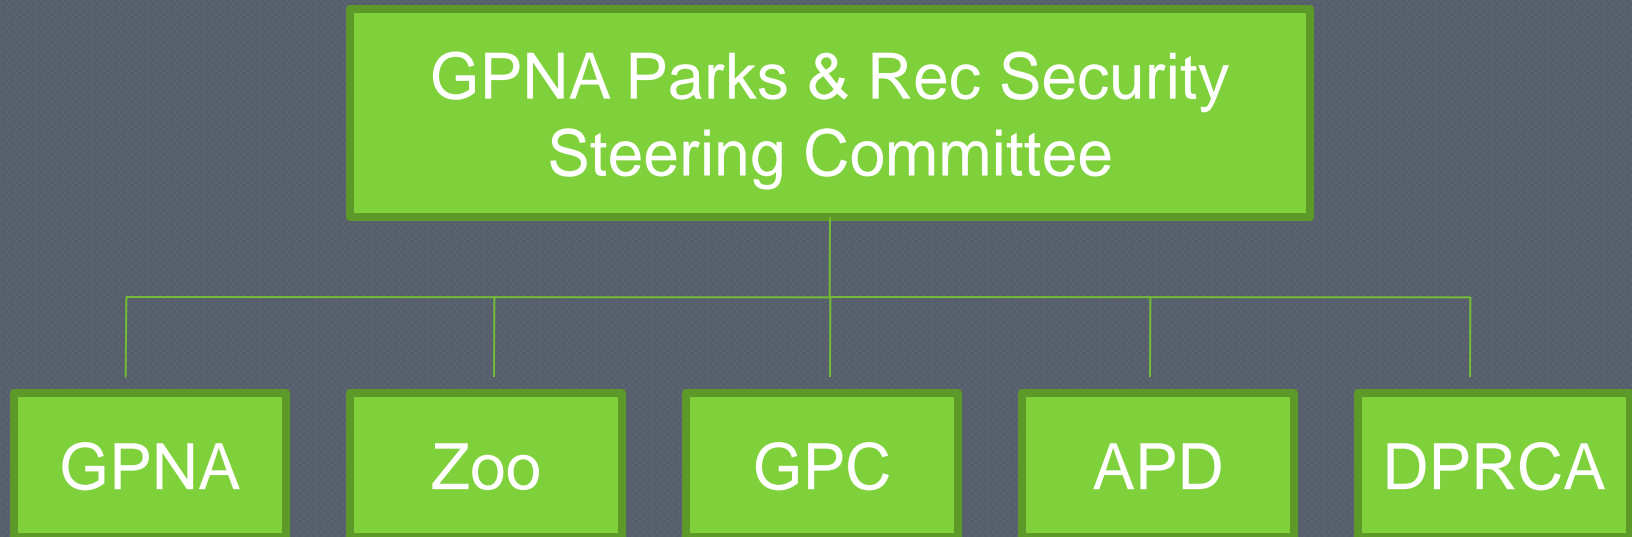 GPNA Parks & Rec Security
Steering Committee
GPNA
Zoo
GPC
APD
DPRCA